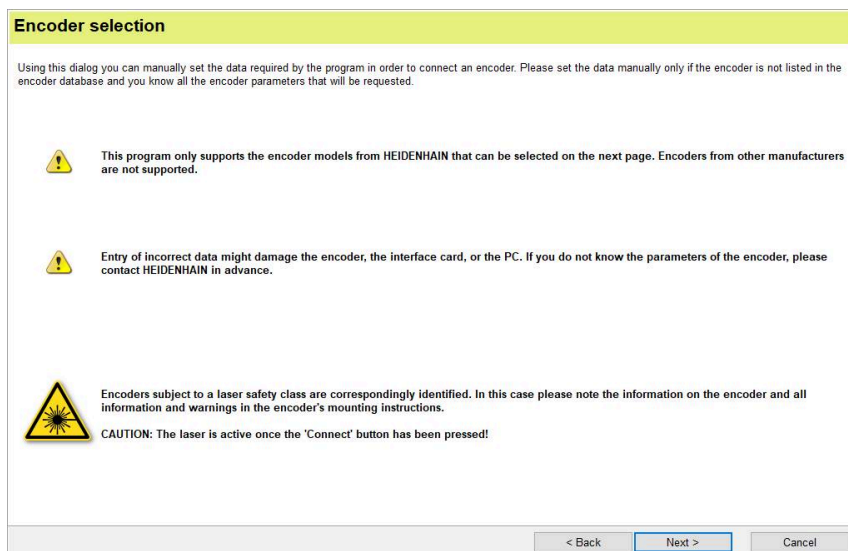 Encoder selection
Using this dialog you can manually set the data required by the program in order to connect an encoder. Please set the data manually only if the encoder is not listed in the
encoder database and you know all the encoder parameters that will be requested.
This program only supports the encoder models from HEIDENHAIN that can be selected on the next page. Encoders from other manufacturers
are not supported.
Entry of incorrect data might damage the encoder, the interface card, or the PC. If you do not know the parameters of the encoder, please
contact HEIDENHAIN in advance.
Encoders subject to a laser safety class are correspondingly identified. In this case please note the information on the encoder and all
information and warnings in the encoder's mounting instructions.
CAUTION: The laser is active once the 'Connect' button has been pressed!
< Back Next > Cancel